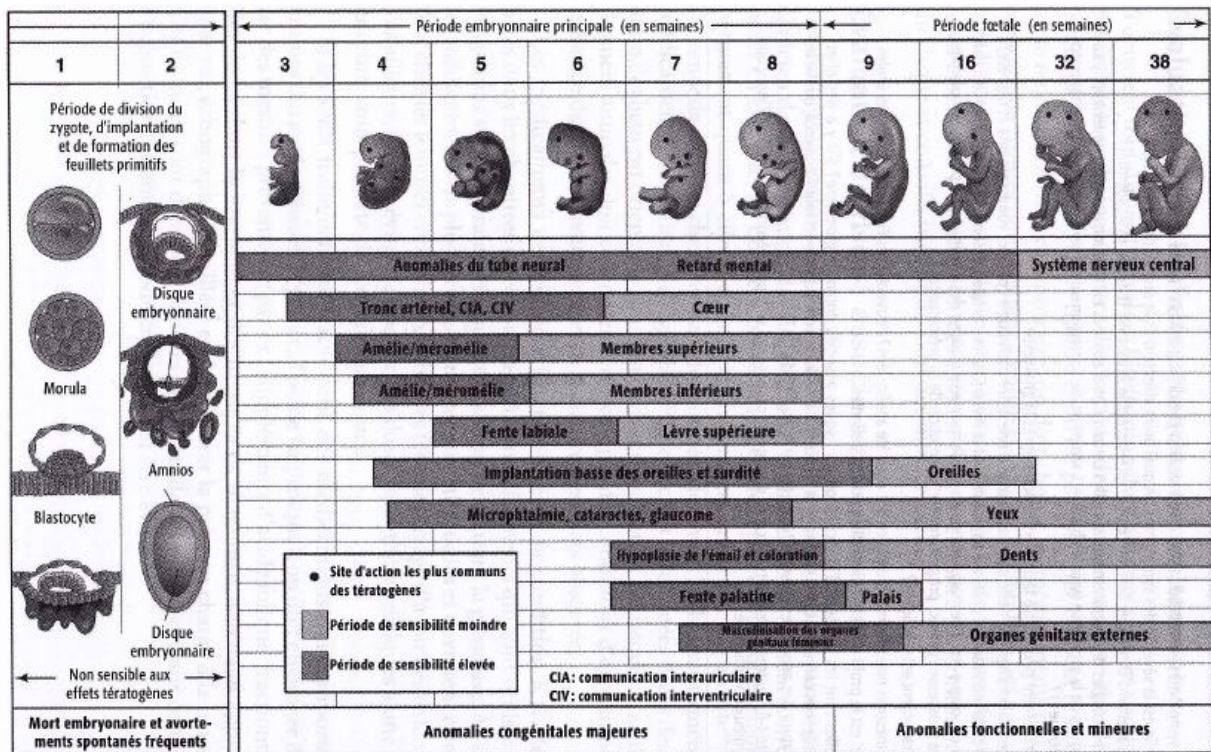 Période embryonnaire principale (en semaines)
Période fœtale (en semaines)
1 2 3 4 5 6 7 8 9 16 32 38
Période de division du
zygote, d'implantation
et de formation des
feuillets primitifs
Disque
embryonnaire
Morula
Amnios
Blastocyte
Disque
embryonnaire
Non sensible aux
effets tératogènes
Mort embryonaire et avorte-
ments spontanés fréquents
Anomalies du tube neural Retard mental Système nerveux central
Tronc artériel, CIA, CIV Cœur
Amélie/méromélie Membres supérieurs
Amélie/méromélie Membres inférieurs
Fente labiale Lèvre supérieure
Implantation basse des oreilles et surdité Oreilles
Microphtalmie, cataractes, glaucome Yeux
Hypoplasie de l'émail et coloration Dents
Fente palatine Palais
Masculinisation des organes
génitaux féminins
Organes génitaux externes
Site d'action les plus communs
des tératogènes
Période de sensibilité moindre
Période de sensibilité élevée
CIA : communication interauriculaire
CIV : communication interventriculaire
Anomalies congénitales majeures
Anomalies fonctionnelles et mineures